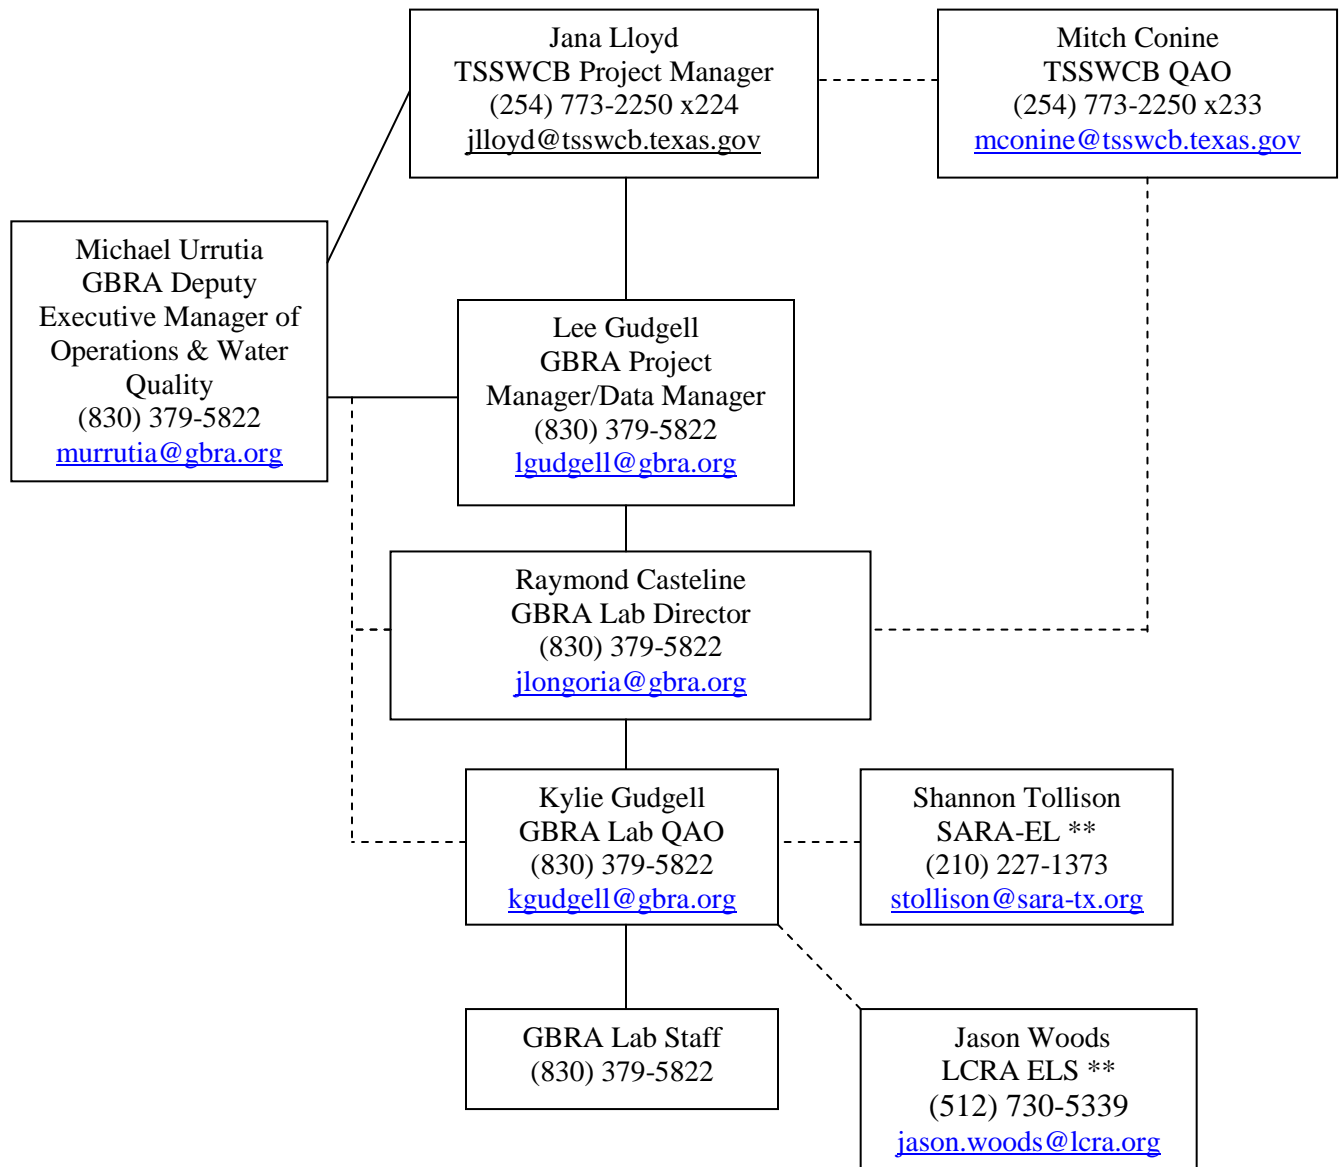 Jana Lloyd
TSSWCB Project Manager
(254) 773-2250 x224
jlloyd@tsswcb.texas.gov
Mitch Conine
TSSWCB QAO
(254) 773-2250 x233
mconine@tsswcb.texas.gov
Michael Urrutia
GBRA Deputy
Executive Manager of
Operations & Water
Quality
(830) 379-5822
murrutia@gbra.org
Lee Gudgell
GBRA Project
Manager/Data Manager
(830) 379-5822
lgudgell@gbra.org
Raymond Casteline
GBRA Lab Director
(830) 379-5822
jlongoria@gbra.org
Kylie Gudgell
GBRA Lab QAO
(830) 379-5822
kgudgell@gbra.org
Shannon Tollison
SARA-EL **
(210) 227-1373
stollison@sara-tx.org
GBRA Lab Staff
(830) 379-5822
Jason Woods
LCRA ELS **
(512) 730-5339
jason.woods@lcra.org